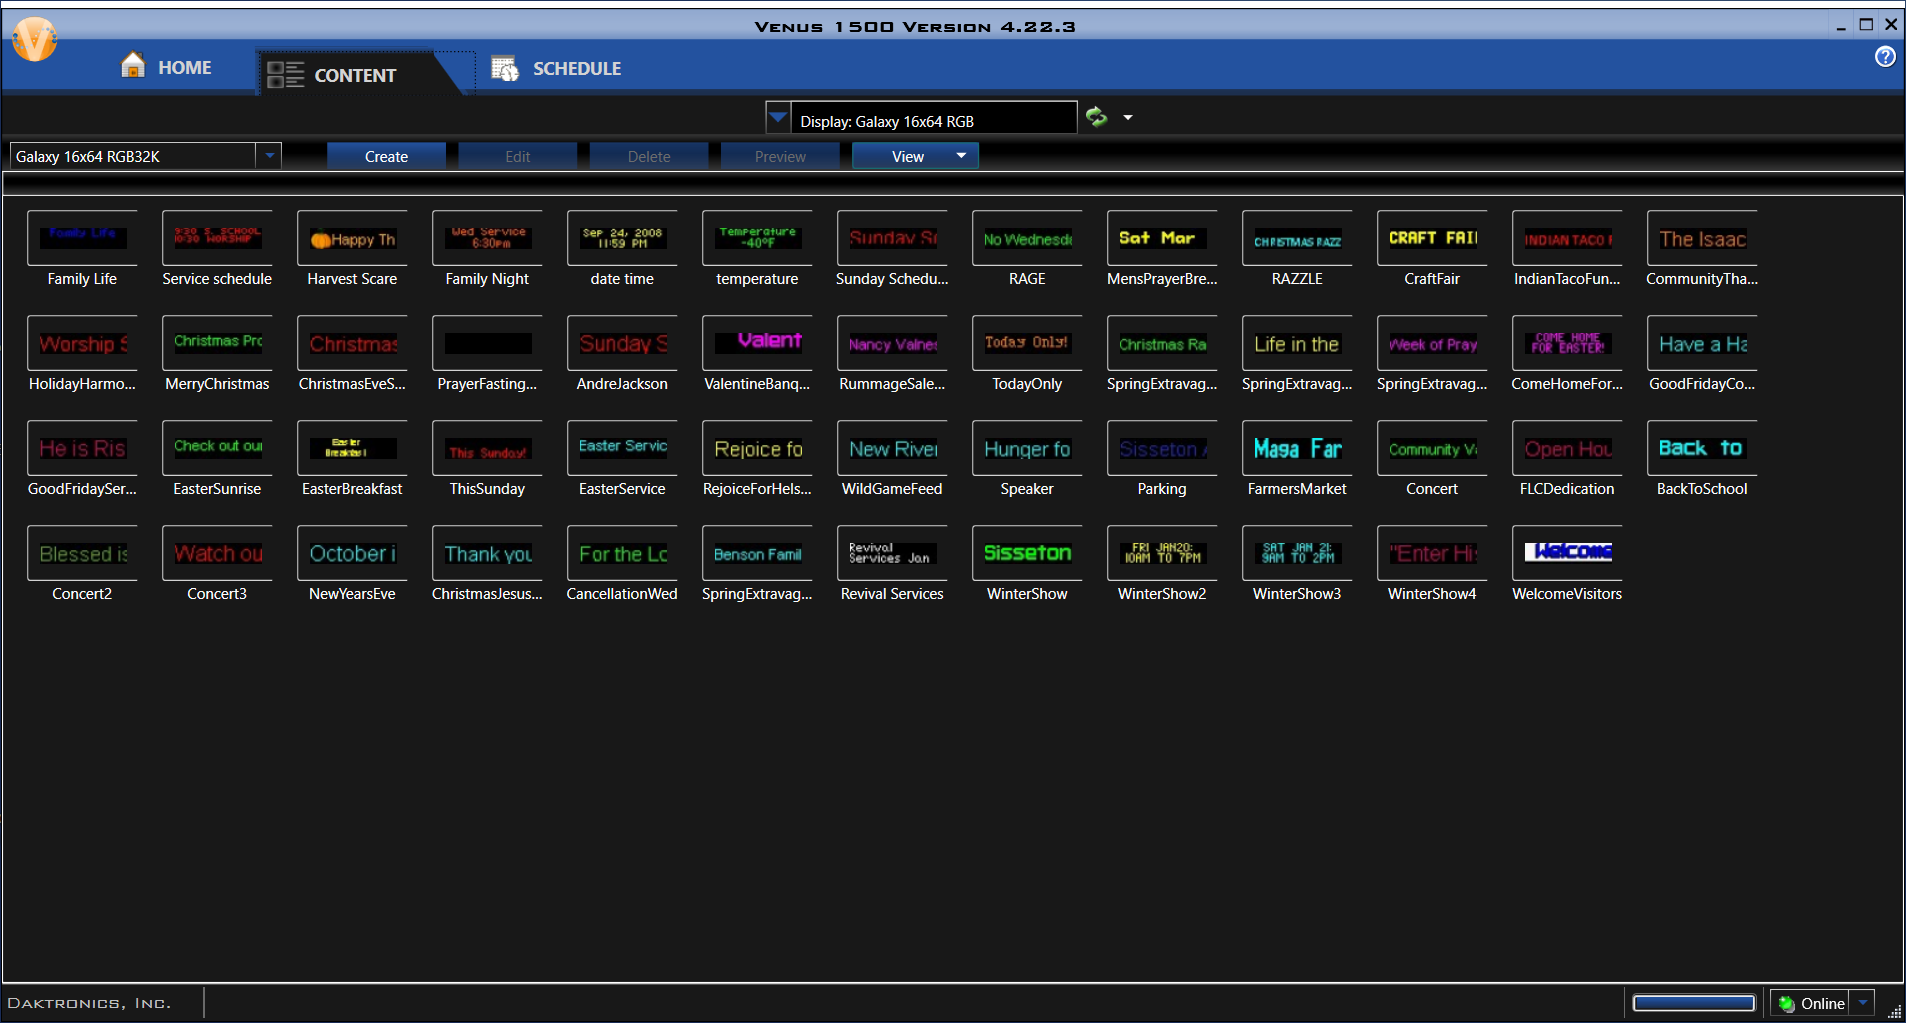 Venus 1500 Version 4.22.3
HOME
CONTENT
SCHEDULE
Display: Galaxy 16x64 RGB
Galaxy 16x64 RGB32K
Create
Edit
Delete
Preview
View
Family Life
9:30 S. SCHOOL
10:30 WORSHIP
Happy Th
Wed Service
6:30pm
Sep 24, 2008
11:59 PM
Temperature
-40°F
Sunday Sc
No Wednesda
Sat Mar
CHRISTMAS RAZZ
CRAFT FAI
INDIAN TACO F
The Isaac
Family Life
Service schedule
Harvest Scare
Family Night
date time
temperature
Sunday Schedu...
RAGE
MensPrayerBre...
RAZZLE
CraftFair
IndianTacoFun...
CommunityTha...
Worship S
Christmas Pro
Christmas
Sunday S
Valent
Nancy Valnes
Today Only!
Christmas Ra
Life in the
Week of Pray
COME HOME
FOR EASTER!
Have a Ha
HolidayHarmo...
MerryChristmas
ChristmasEveS...
PrayerFasting...
AndreJackson
ValentineBanq...
RummageSale...
TodayOnly
SpringExtravag...
SpringExtravag...
SpringExtravag...
ComeHomeFor...
GoodFridayCo...
He is Ris
Check out our
Easter
Breakfast
This Sunday!
Easter Servic
Rejoice fo
New River
Hunger fo
Sisseton A
Maga Far
Community Va
Open Hou
Back to
GoodFridaySer...
EasterSunrise
EasterBreakfast
ThisSunday
EasterService
RejoiceForHeIs...
WildGameFeed
Speaker
Parking
FarmersMarket
Concert
FLCDedication
BackToSchool
Blessed is
Watch ou
October i
Thank you
For the Lo
Benson Famil
Revival
Services Jan
Sisseton
FRI JAN20:
10AM TO 7PM
SAT JAN 21:
9AM TO 2PM
"Enter His
Welcome
Concert2
Concert3
NewYearsEve
ChristmasJesus...
CancellationWed
SpringExtravag...
Revival Services
WinterShow
WinterShow2
WinterShow3
WinterShow4
WelcomeVisitors
Daktronics, Inc.
Online